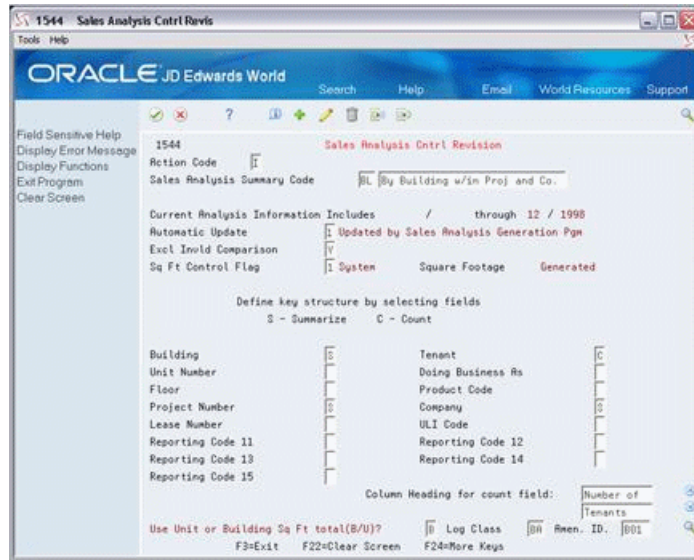 1544 Sales Analysis Cntrl Revis
Tools Help
ORACLE JD Edwards World
Search Help Email World Resources Support
Field Sensitive Help
Display Error Message
Display Functions
Exit Program
Clear Screen
1544 Sales Analysis Cntrl Revision
Action Code I
Sales Analysis Summary Code BL By Building w/in Proj and Co.
Current Analysis Information Includes / through 12 / 1998
Automatic Update 1 Updated by Sales Analysis Generation Pgm
Excl Invld Comparison Y
Sq Ft Control Flag 1 System Square Footage Generated
Define key structure by selecting fields
S - Summarize C - Count
Building S Tenant C
Unit Number Doing Business As
Floor Product Code
Project Number S Company S
Lease Number ULI Code
Reporting Code 11 Reporting Code 12
Reporting Code 13 Reporting Code 14
Reporting Code 15
Column Heading for count field: Number of
Tenants
Use Unit or Building Sq Ft total(B/U)? B Log Class BA Amen. ID. B01
F3=Exit F22=Clear Screen F24=More Keys